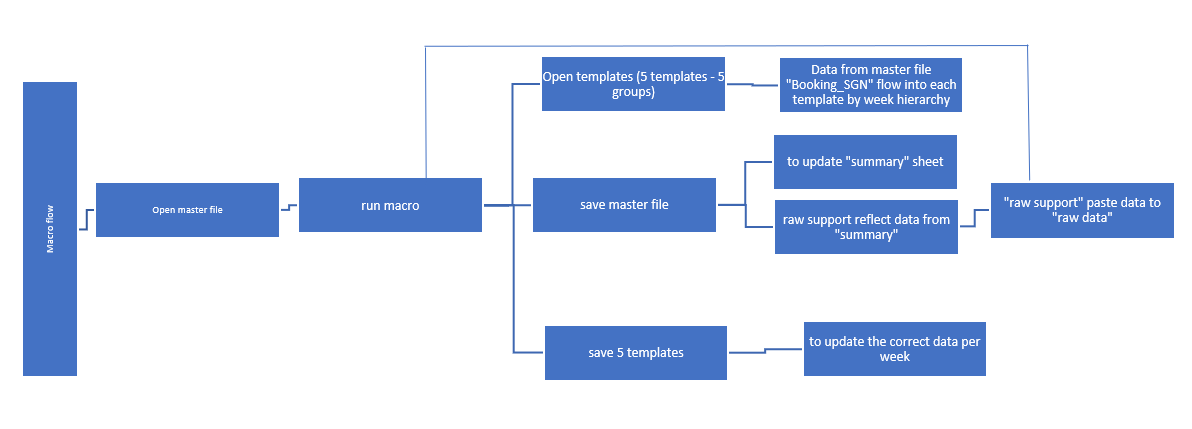 Macro flow
Open master file
run macro
Open templates (5 templates - 5
groups)
Data from master file
"Booking_SGN" flow into each
template by week hierarchy
save master file
to update "summary" sheet
raw support reflect data from
"summary"
"raw support" paste data to
"raw data"
save 5 templates
to update the correct data per
week